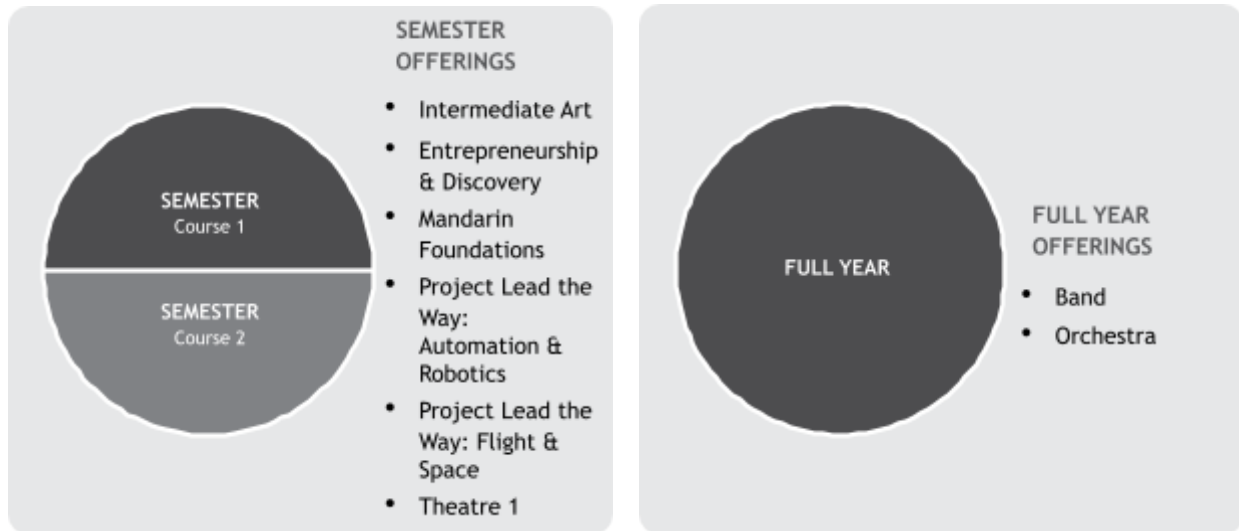 SEMESTER
OFFERINGS
• Intermediate Art
• Entrepreneurship
& Discovery
• Mandarin
Foundations
• Project Lead the
Way:
Automation &
Robotics
• Project Lead the
Way: Flight &
Space
• Theatre 1
SEMESTER
Course 1
SEMESTER
Course 2
FULL YEAR
FULL YEAR
OFFERINGS
• Band
• Orchestra